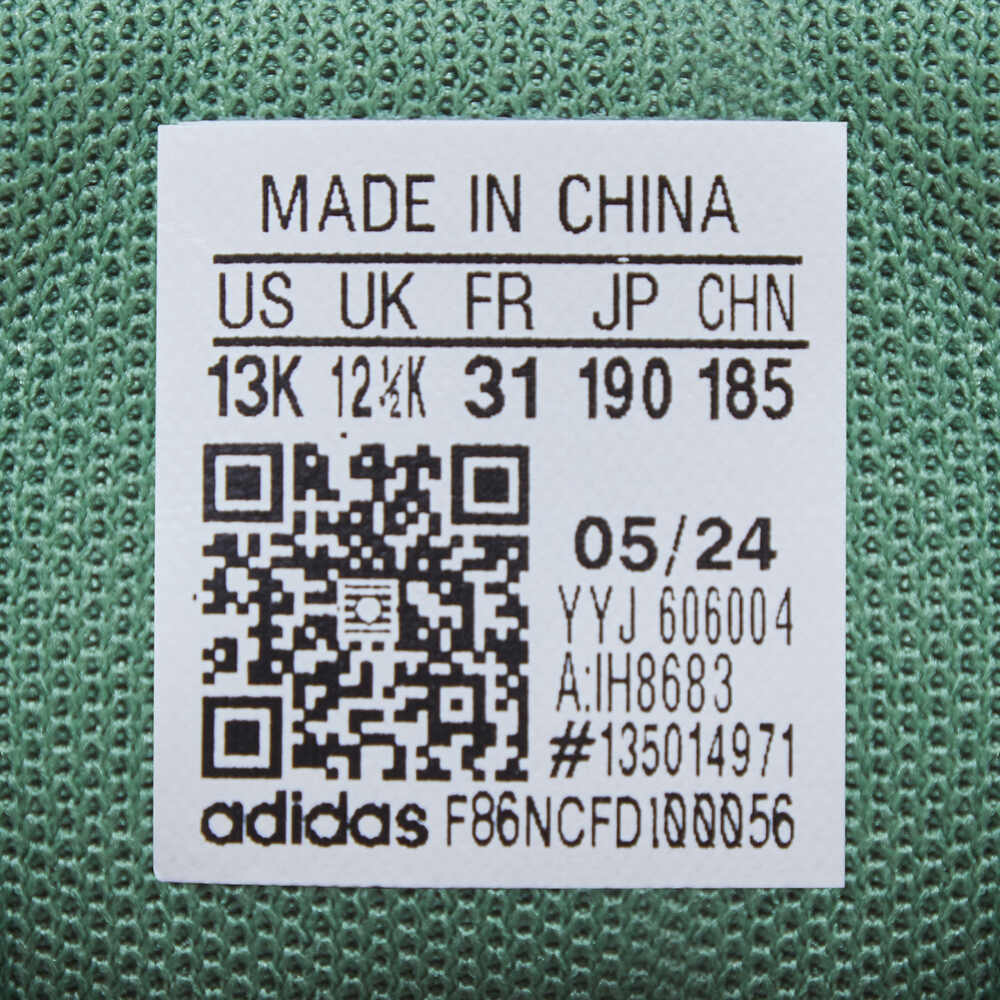 MADE IN CHINA
US UK FR JP CHN
13K 12½K 31 190 185
05/24
YYJ 606004
A:IH8683
#135014971
adidas F86NCFD100056